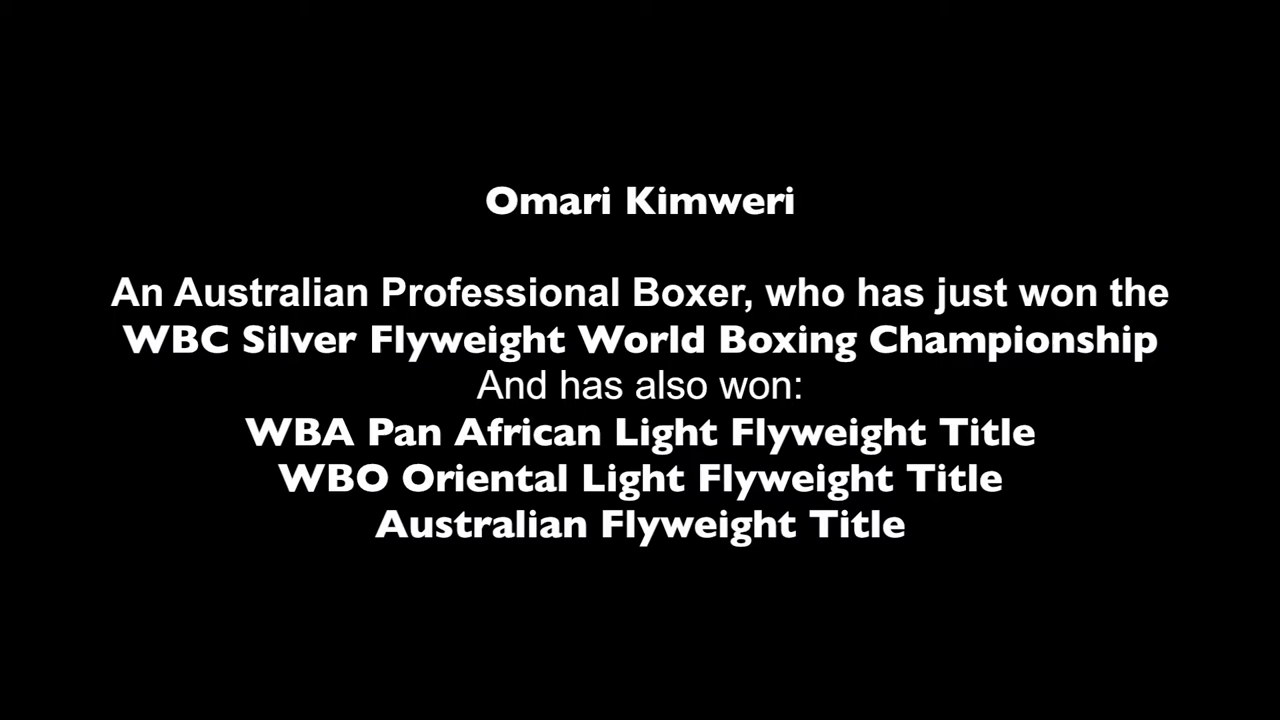 Omari Kimweri
An Australian Professional Boxer, who has just won the
WBC Silver Flyweight World Boxing Championship
And has also won:
WBA Pan African Light Flyweight Title
WBO Oriental Light Flyweight Title
Australian Flyweight Title